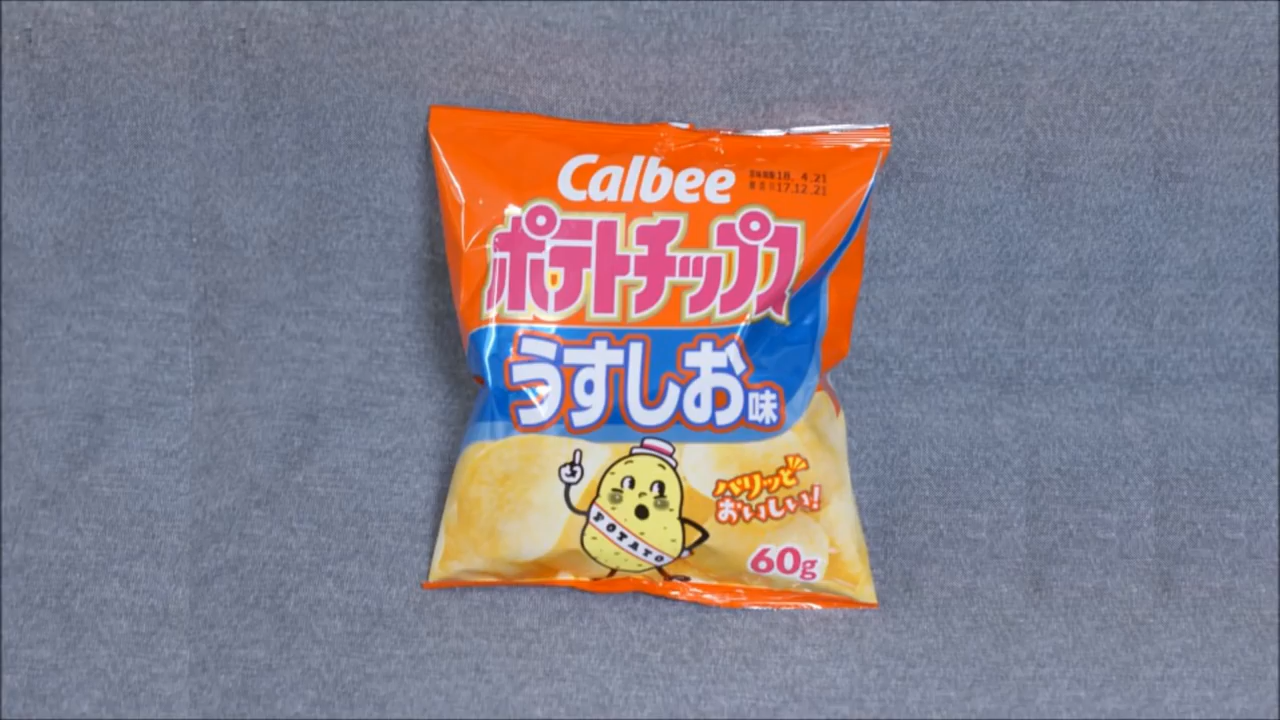 Calbee
賞味期限18. 4.21
製造日17.12.21
ポテトチップス
うすしお味
パリッと
おいしい!
POTATO
60g